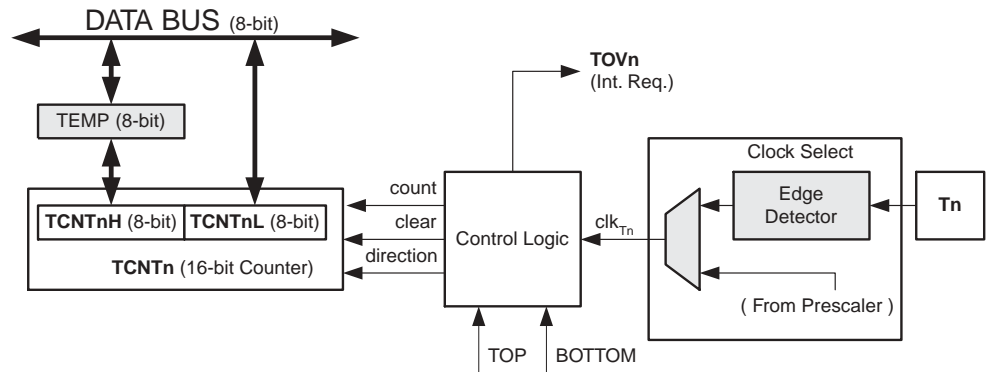 DATA BUS (8-bit)
TOVn
(Int. Req.)
TEMP (8-bit)
Clock Select
count
Edge
Detector
Tn
TCNTnH (8-bit) TCNTnL (8-bit)
clear
Control Logic
clkTn
TCNTn (16-bit Counter)
direction
( From Prescaler )
TOP
BOTTOM